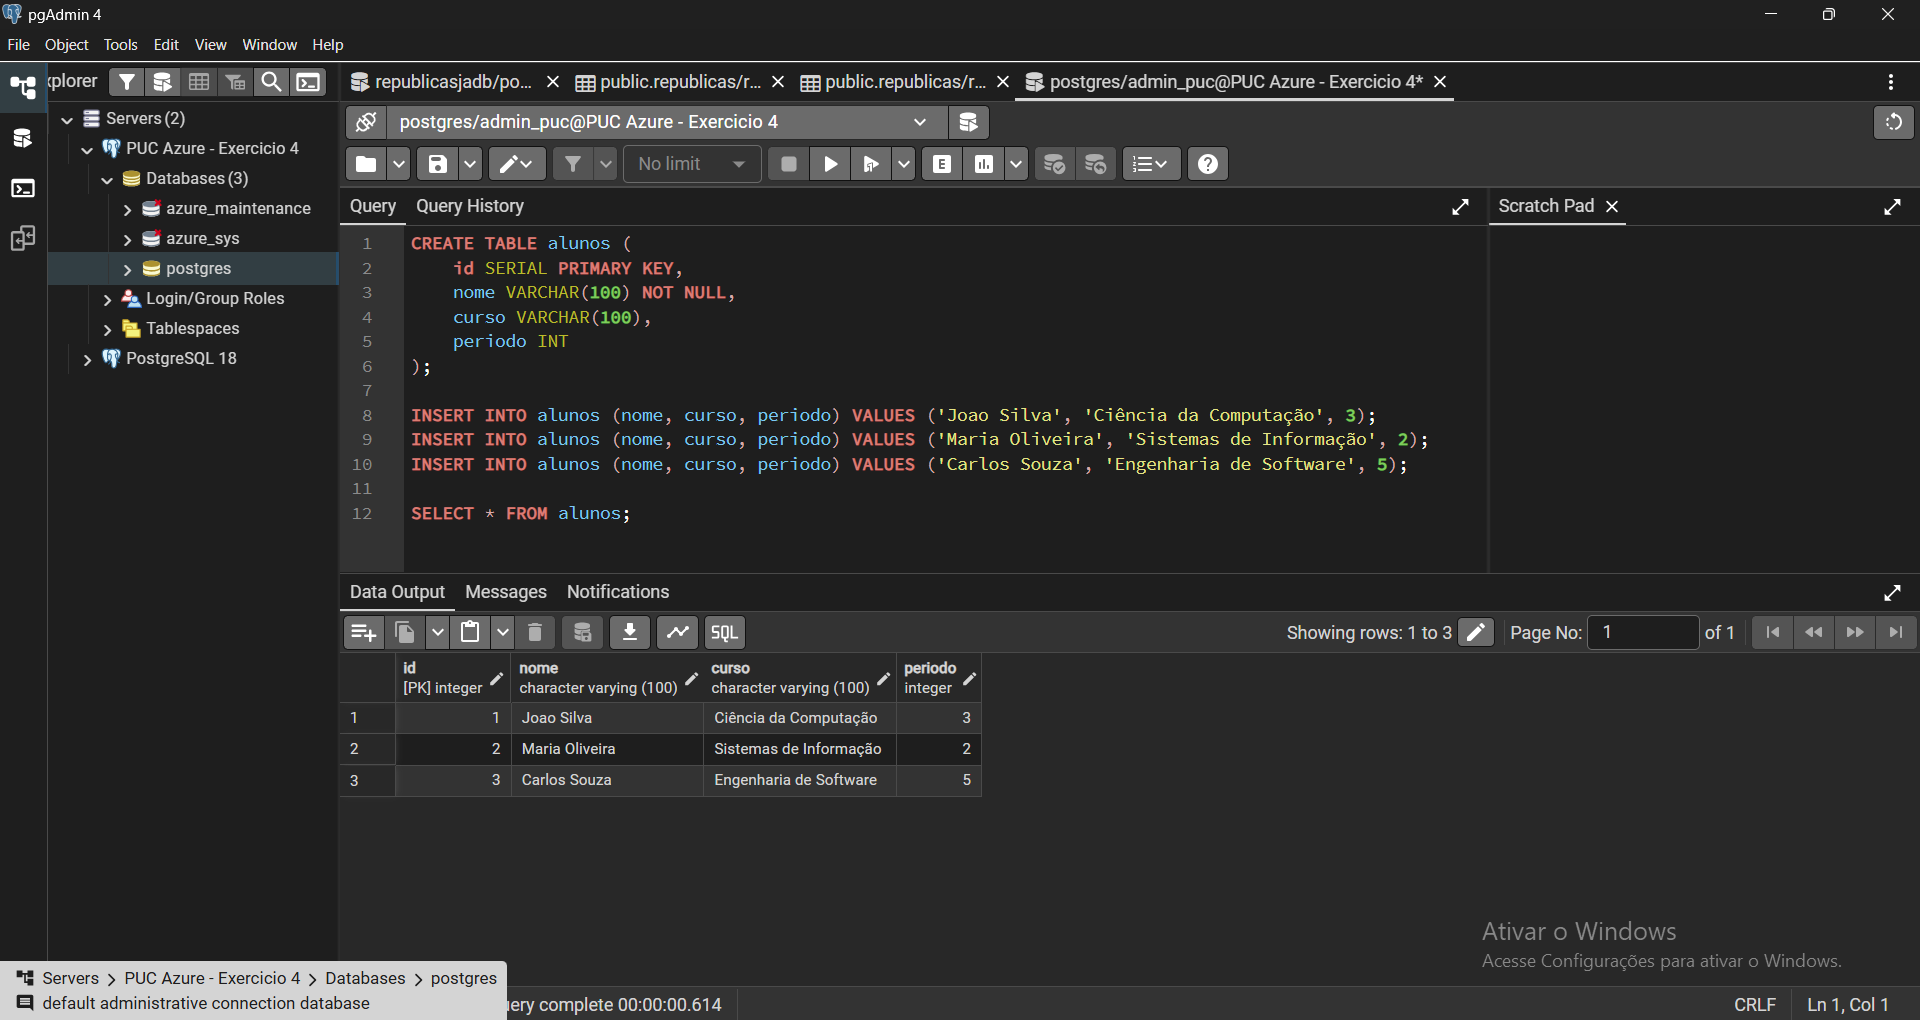 pgAdmin 4
File Object Tools Edit View Window Help
xplorer
republicasjadb/po...
public.republicas/r...
public.republicas/r...
postgres/admin_puc@PUC Azure - Exercicio 4*
Servers (2)
PUC Azure - Exercicio 4
Databases (3)
azure_maintenance
azure_sys
postgres
Login/Group Roles
Tablespaces
PostgreSQL 18
postgres/admin_puc@PUC Azure - Exercicio 4
No limit
E
Query Query History
Scratch Pad
1 CREATE TABLE alunos (
2 id SERIAL PRIMARY KEY,
3 nome VARCHAR(100) NOT NULL,
4 curso VARCHAR(100),
5 periodo INT
6 );
7
8 INSERT INTO alunos (nome, curso, periodo) VALUES ('Joao Silva', 'Ciência da Computação', 3);
9 INSERT INTO alunos (nome, curso, periodo) VALUES ('Maria Oliveira', 'Sistemas de Informação', 2);
10 INSERT INTO alunos (nome, curso, periodo) VALUES ('Carlos Souza', 'Engenharia de Software', 5);
11
12 SELECT * FROM alunos;
Data Output Messages Notifications
SQL
Showing rows: 1 to 3
Page No: 1 of 1
id nome curso periodo
[PK] integer character varying (100) character varying (100) integer
1 1 Joao Silva Ciência da Computação 3
2 2 Maria Oliveira Sistemas de Informação 2
3 3 Carlos Souza Engenharia de Software 5
Ativar o Windows
Acesse Configurações para ativar o Windows.
Servers > PUC Azure - Exercicio 4 > Databases > postgres
default administrative connection database
ery complete 00:00:00.614
CRLF Ln 1, Col 1